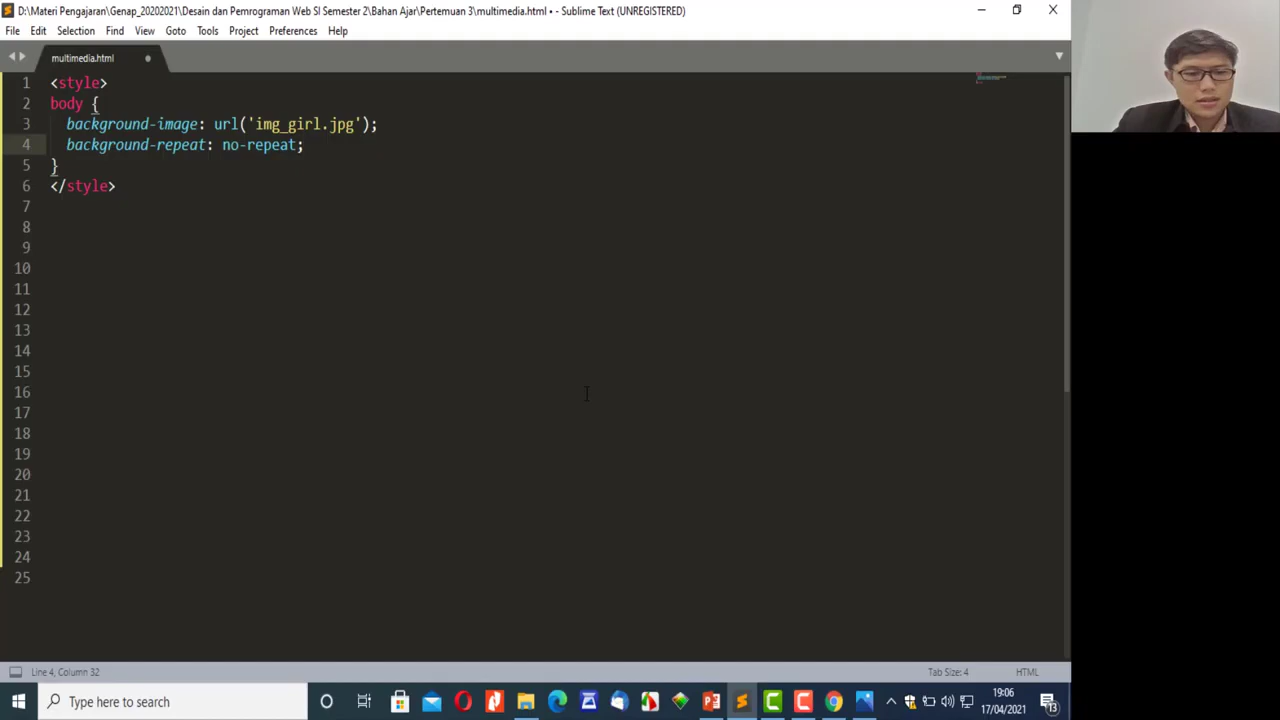 D:\Materi Pengajaran\Genap_20202021\Desain dan Pemrograman Web SI Semester 2\Bahan Ajar\Pertemuan 3\multimedia.html • - Sublime Text (UNREGISTERED)
File Edit Selection Find View Goto Tools Project Preferences Help
multimedia.html
1 <style>
2 body {
3 background-image: url('img_girl.jpg');
4 background-repeat: no-repeat;
5 }
6 </style>
7
8
9
10
11
12
13
14
15
16
17
18
19
20
21
22
23
24
25
Line 4, Column 32 Tab Size: 4 HTML
Type here to search
19:06
17/04/2021
13